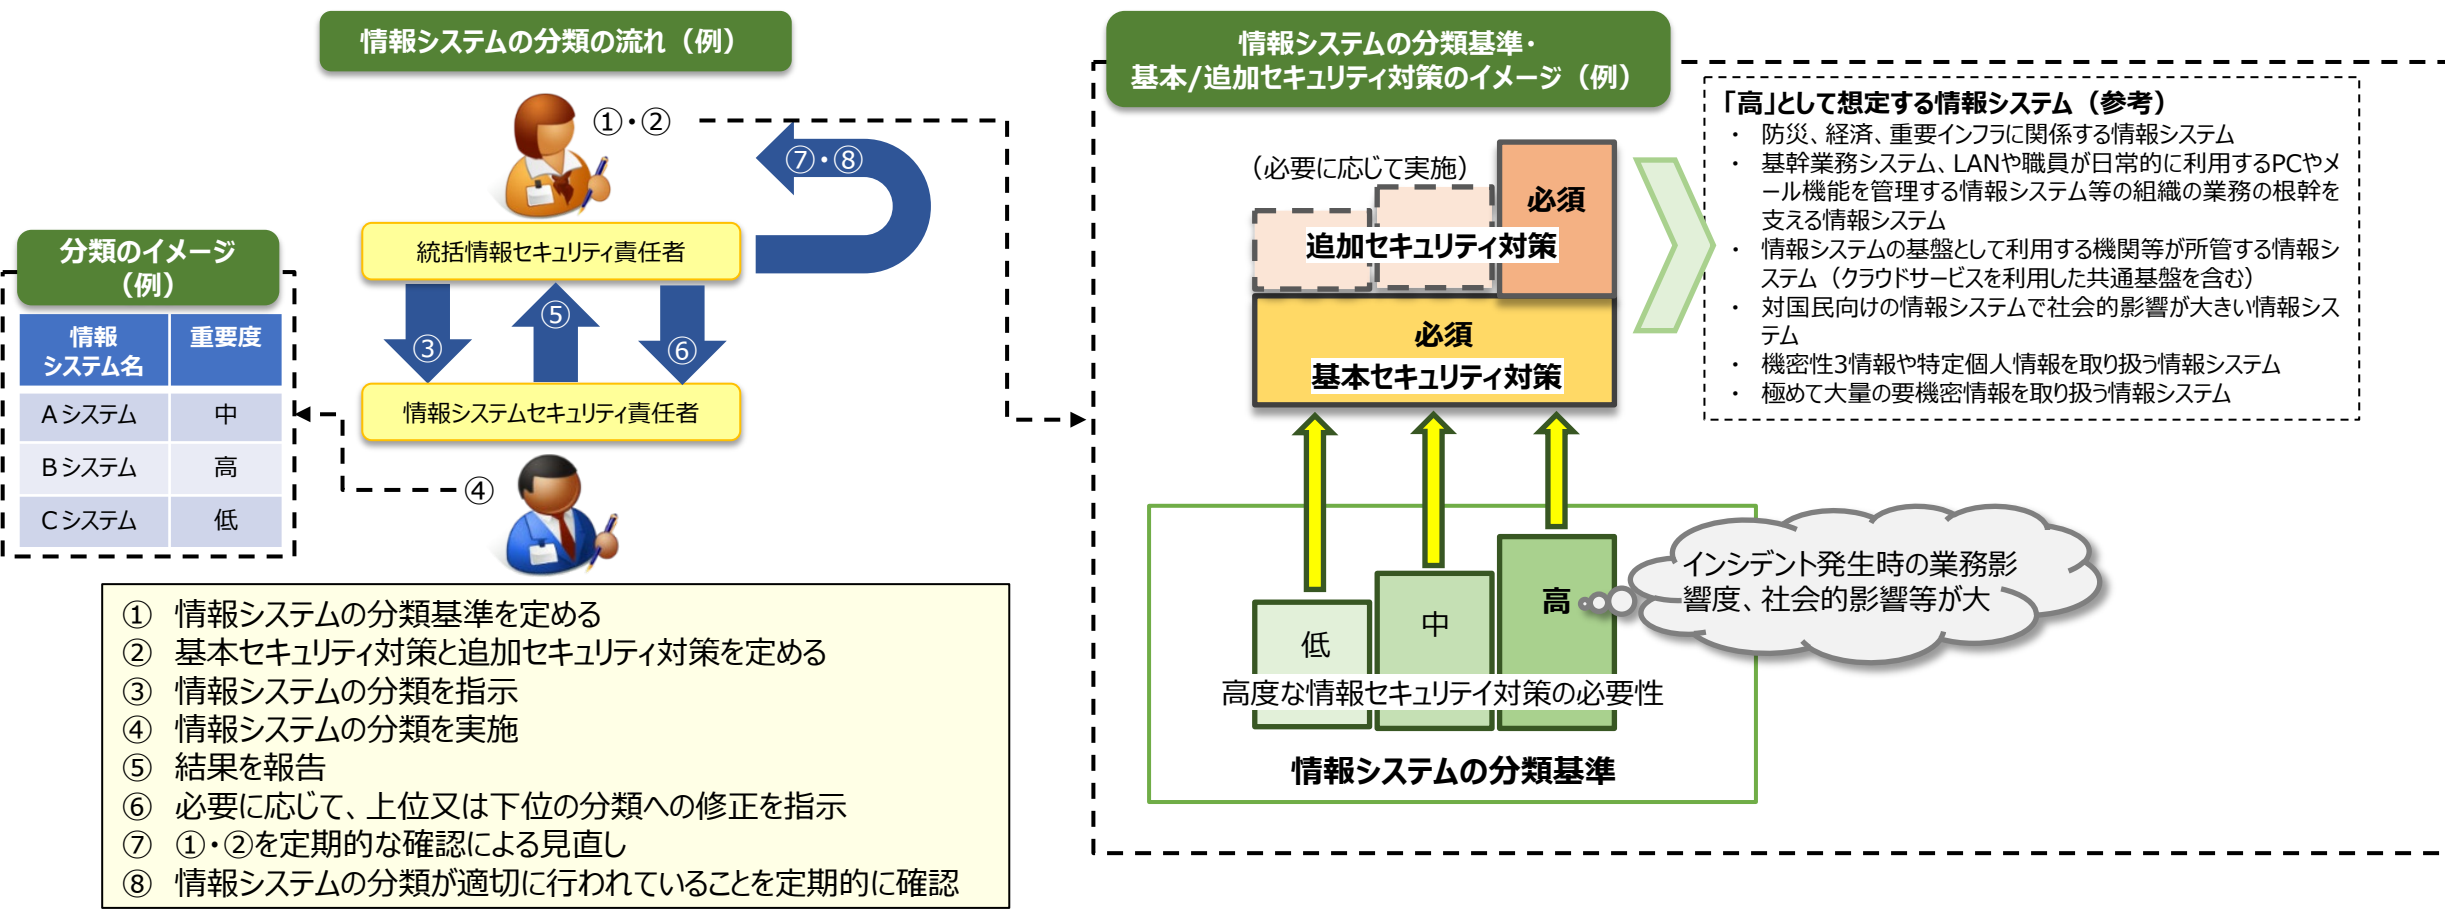 情報システムの分類の流れ（例）
①・②
⑦・⑧
統括情報セキュリティ責任者
③
⑤
⑥
情報システムセキュリティ責任者
④
分類のイメージ
（例）
情報
システム名
重要度
Aシステム
中
Bシステム
高
Cシステム
低
① 情報システムの分類基準を定める
② 基本セキュリティ対策と追加セキュリティ対策を定める
③ 情報システムの分類を指示
④ 情報システムの分類を実施
⑤ 結果を報告
⑥ 必要に応じて、上位又は下位の分類への修正を指示
⑦ ①・②を定期的な確認による見直し
⑧ 情報システムの分類が適切に行われていることを定期的に確認
情報システムの分類基準・
基本/追加セキュリティ対策のイメージ（例）
（必要に応じて実施）
必須
追加セキュリティ対策
必須
基本セキュリティ対策
低
中
高
高度な情報セキュリテイ対策の必要性
情報システムの分類基準
インシデント発生時の業務影
響度、社会的影響等が大
「高」として想定する情報システム（参考）
・ 防災、経済、重要インフラに関係する情報システム
・ 基幹業務システム、LANや職員が日常的に利用するPCやメ
ール機能を管理する情報システム等の組織の業務の根幹を
支える情報システム
・ 情報システムの基盤として利用する機関等が所管する情報シ
ステム（クラウドサービスを利用した共通基盤を含む）
・ 対国民向けの情報システムで社会的影響が大きい情報シス
テム
・ 機密性3情報や特定個人情報を取り扱う情報システム
・ 極めて大量の要機密情報を取り扱う情報システム